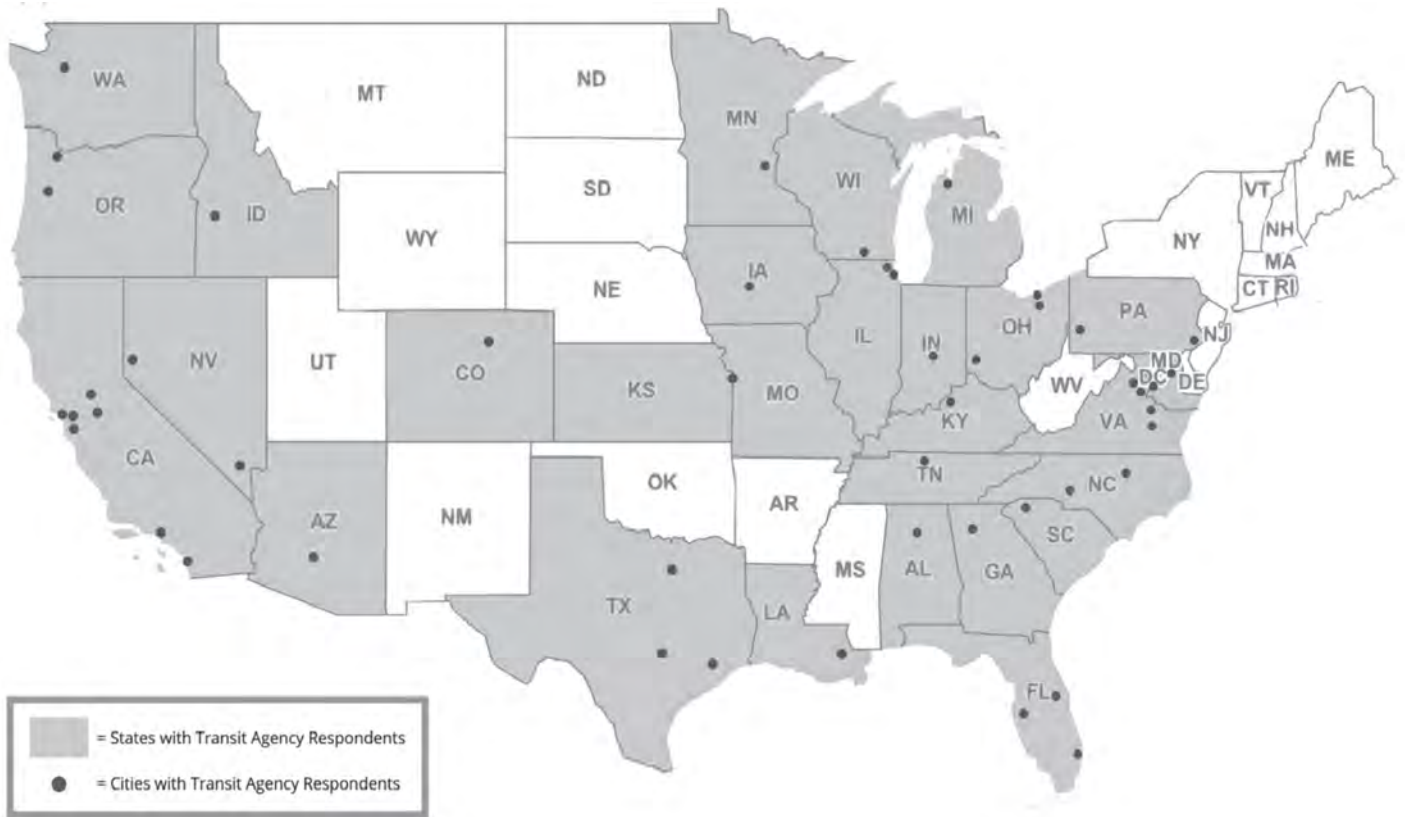 WA
MT
ND
MN
ME
VT
NH
NY
MA
CT
RI
OR
ID
SD
WI
MI
WY
IA
NE
PA
NJ
OH
IN
IL
NV
UT
CO
KS
MO
MD
DC
DE
WV
KY
VA
CA
OK
TN
NC
AZ
NM
AR
SC
MS
AL
GA
TX
LA
FL
= States with Transit Agency Respondents
= Cities with Transit Agency Respondents